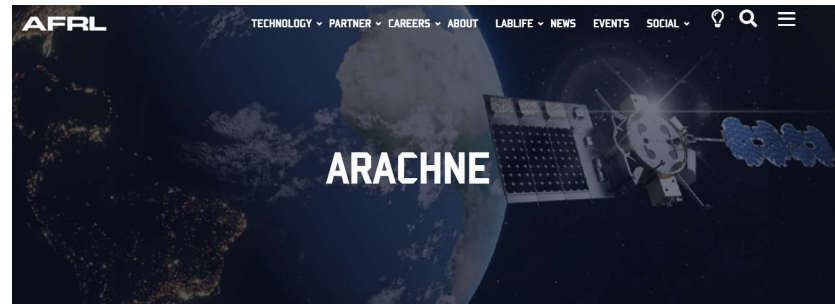 AFRL
TECHNOLOGY PARTNER CAREERS ABOUT LABLIFE NEWS EVENTS SOCIAL
ARACHNE